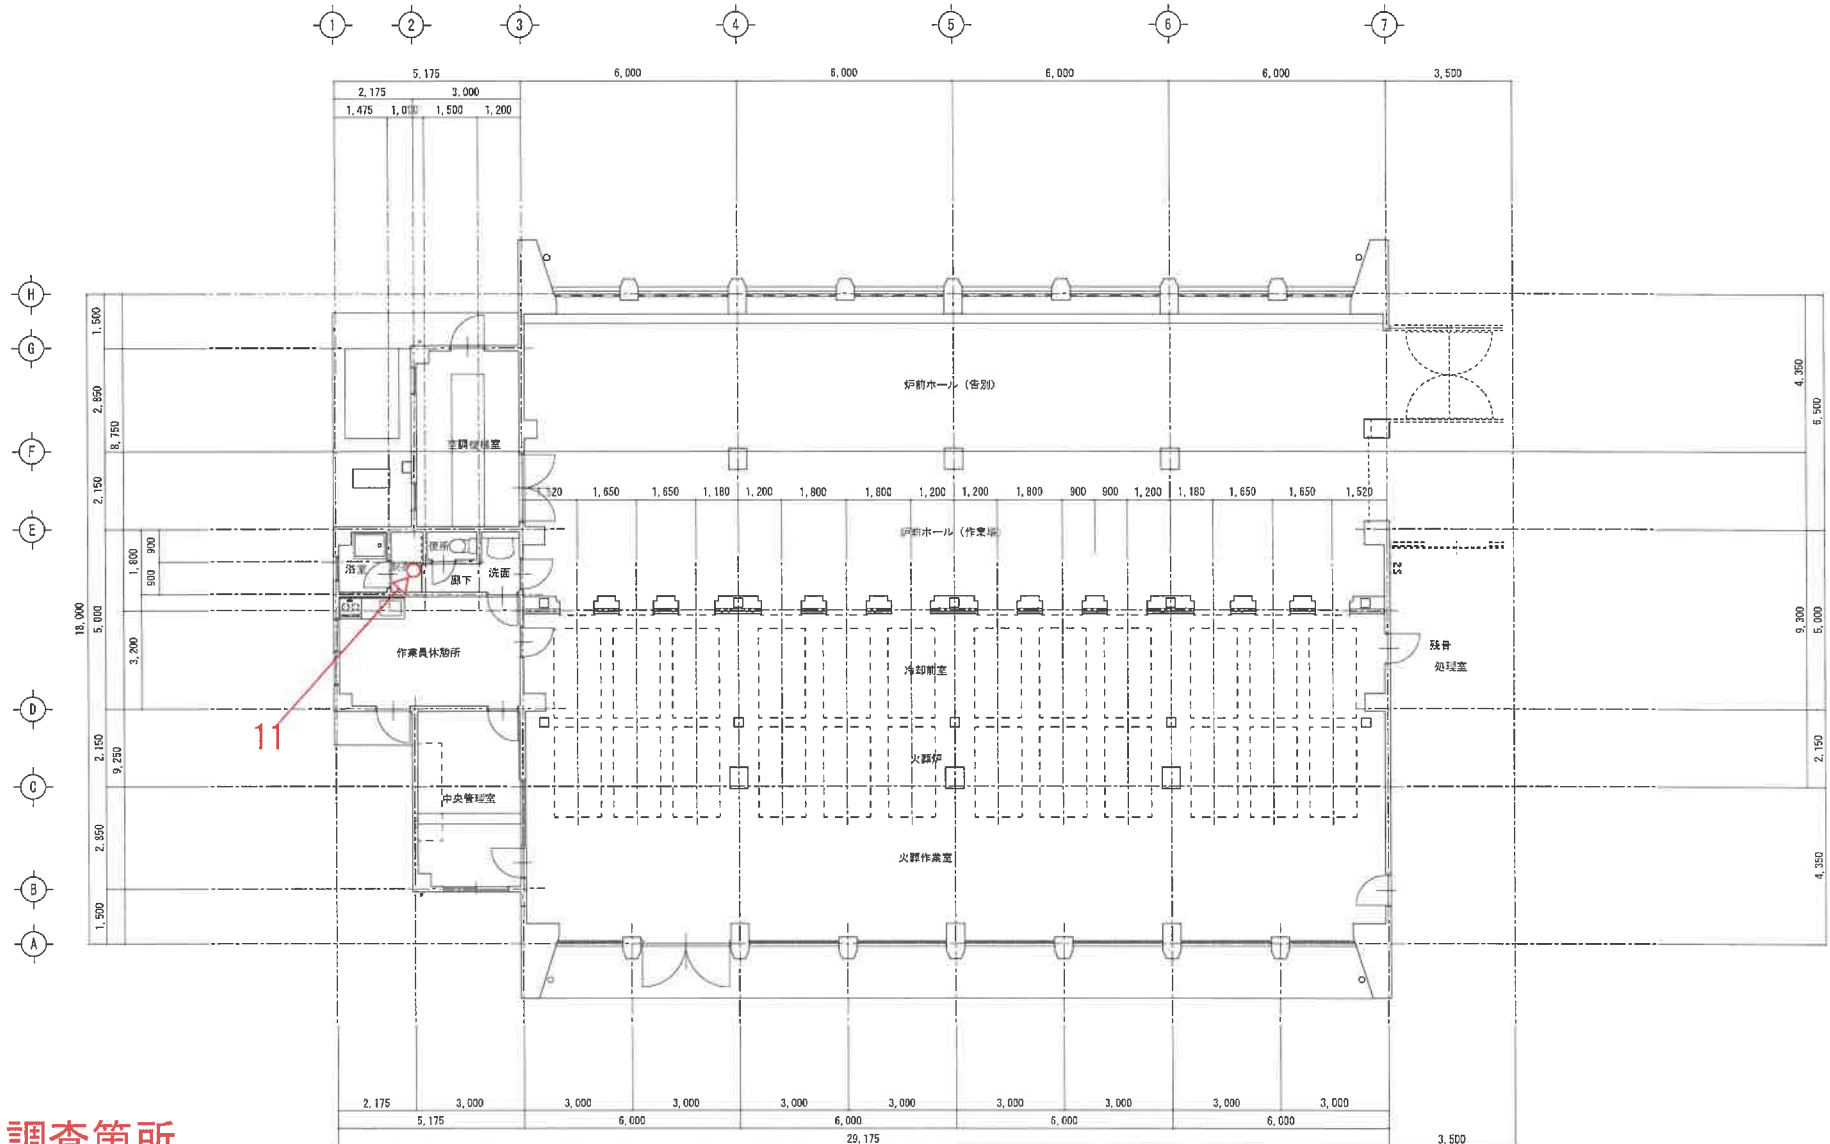 1 2 3 4 5 6 7
5,175 6,000 6,000 6,000 6,000 3,500
2,175 3,000
1,475 1,500 1,200
H
1,500
G
炉前ホール（告別）
4,350
2,850
6,500
8,750
空調機械室
F
2,150
1,650 1,650 1,180 1,200 1,800 1,800 1,200 1,200 1,800 900 900 1,200 1,180 1,650 1,650 1,520
E
炉前ホール（作業場）
900
1,800
900
便所
浴室
廊下
洗面
18,000
5,000
3,200
作業員休憩所
冷却前室
残骨
処理室
9,300
5,000
D
11
2,150
9,250
火葬炉
2,150
C
中央管理室
2,850
火葬作業室
4,350
B
1,500
A
2,175 3,000 3,000 3,000 3,000 3,000 3,000 3,000 3,000 3,000
5,175 6,000 6,000 6,000 6,000
29,175 3,500
調査箇所